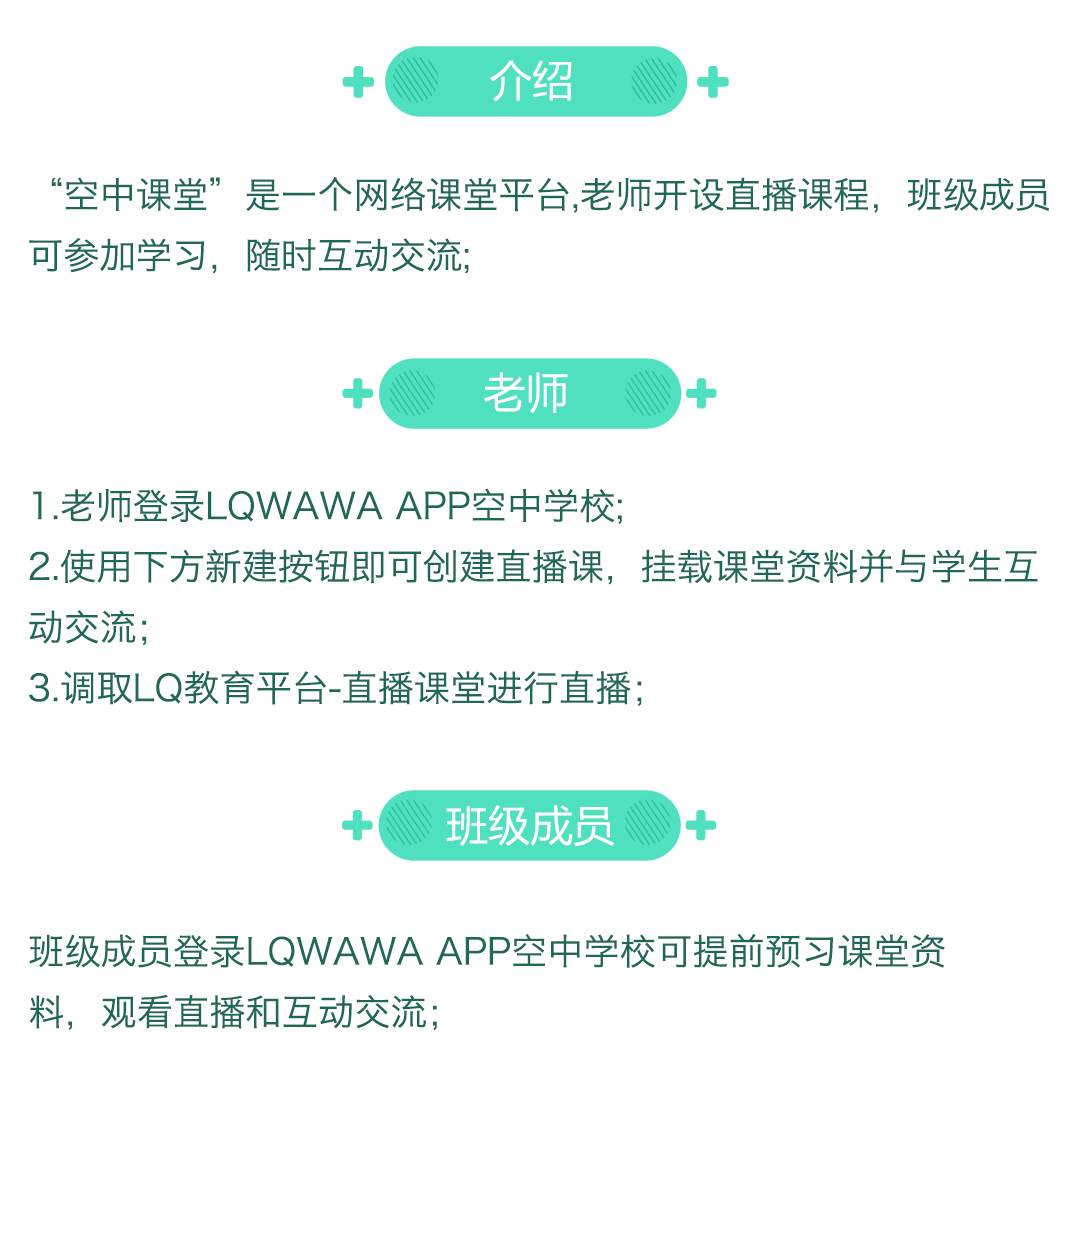 介绍
“空中课堂”是一个网络课堂平台,老师开设直播课程，班级成员
可参加学习，随时互动交流;
老师
1.老师登录LQWAWA APP空中学校;
2.使用下方新建按钮即可创建直播课，挂载课堂资料并与学生互
动交流；
3.调取LQ教育平台-直播课堂进行直播；
班级成员
班级成员登录LQWAWA APP空中学校可提前预习课堂资
料，观看直播和互动交流；